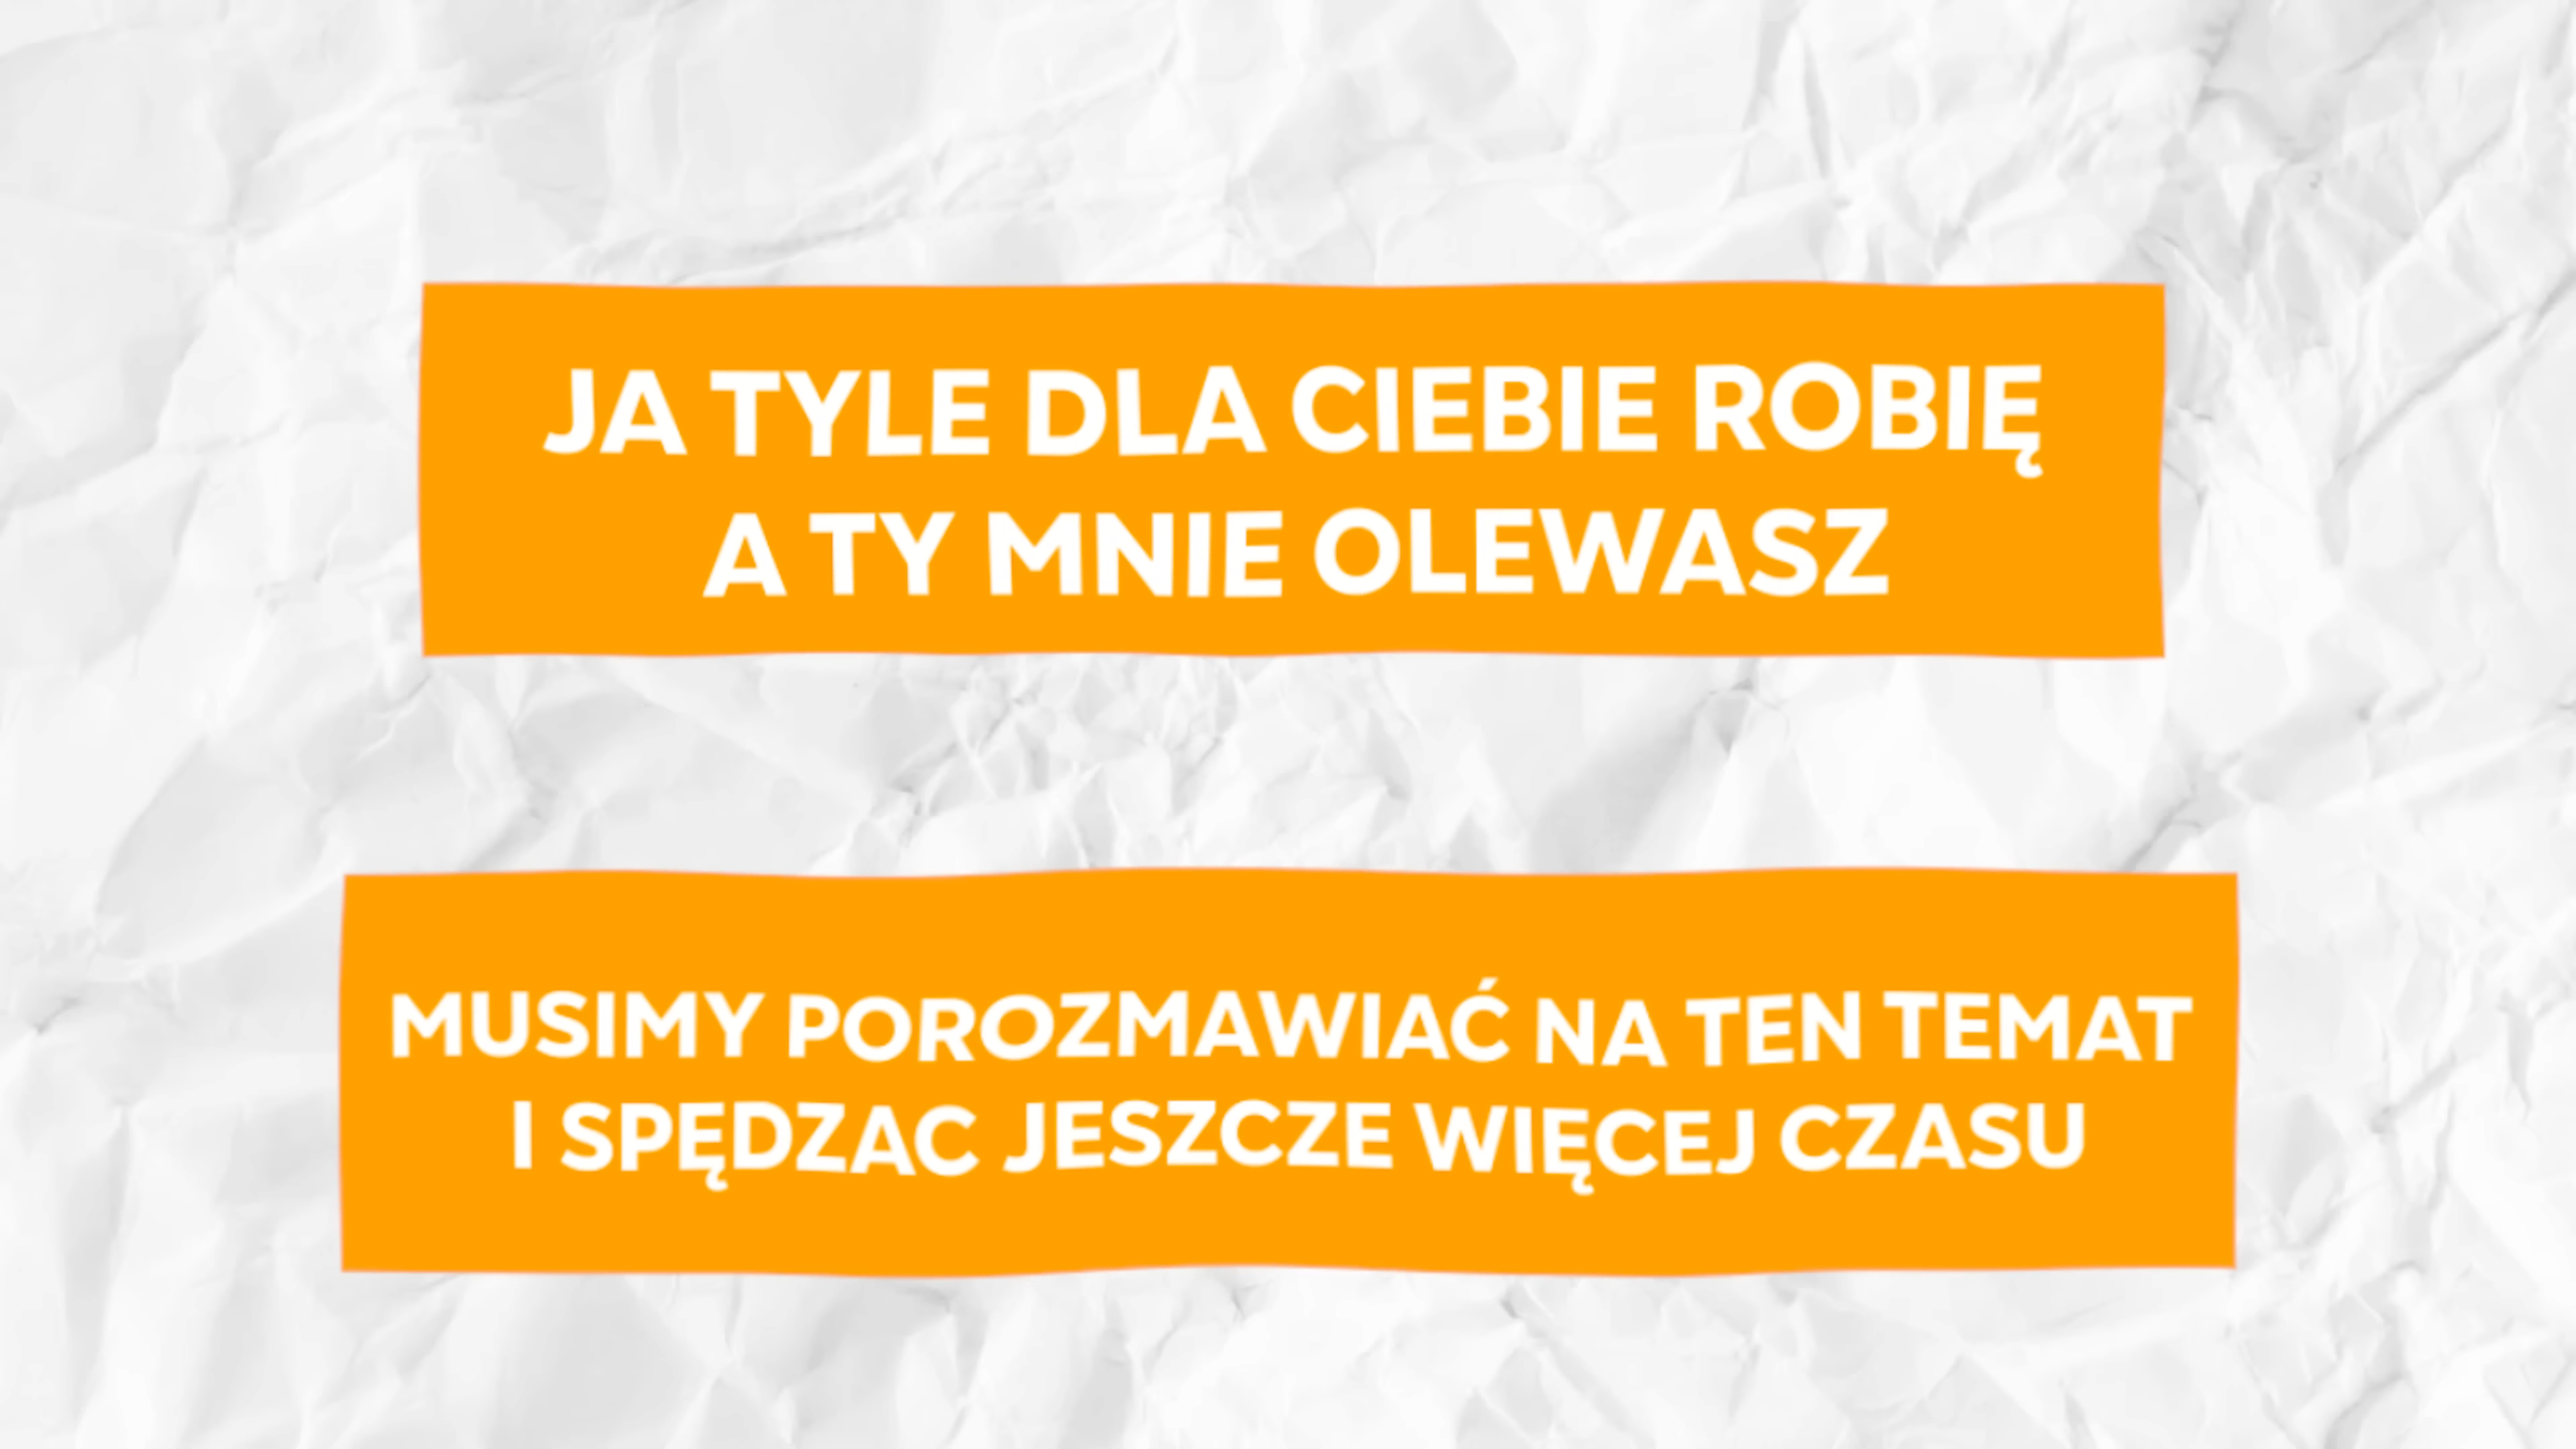 JA TYLE DLA CIEBIE ROBIĘ
A TY MNIE OLEWASZ
MUSIMY POROZMAWIAĆ NA TEN TEMAT
I SPĘDZAC JESZCZE WIĘCEJ CZASU